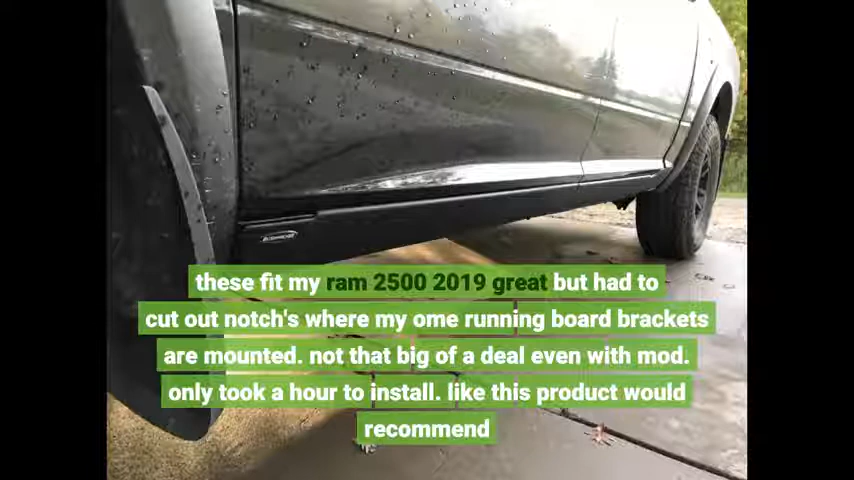 these fit my ram 2500 2019 great but had to
cut out notch's where my ome running board brackets
are mounted. not that big of a deal even with mod.
only took a hour to install. like this product would
recommend